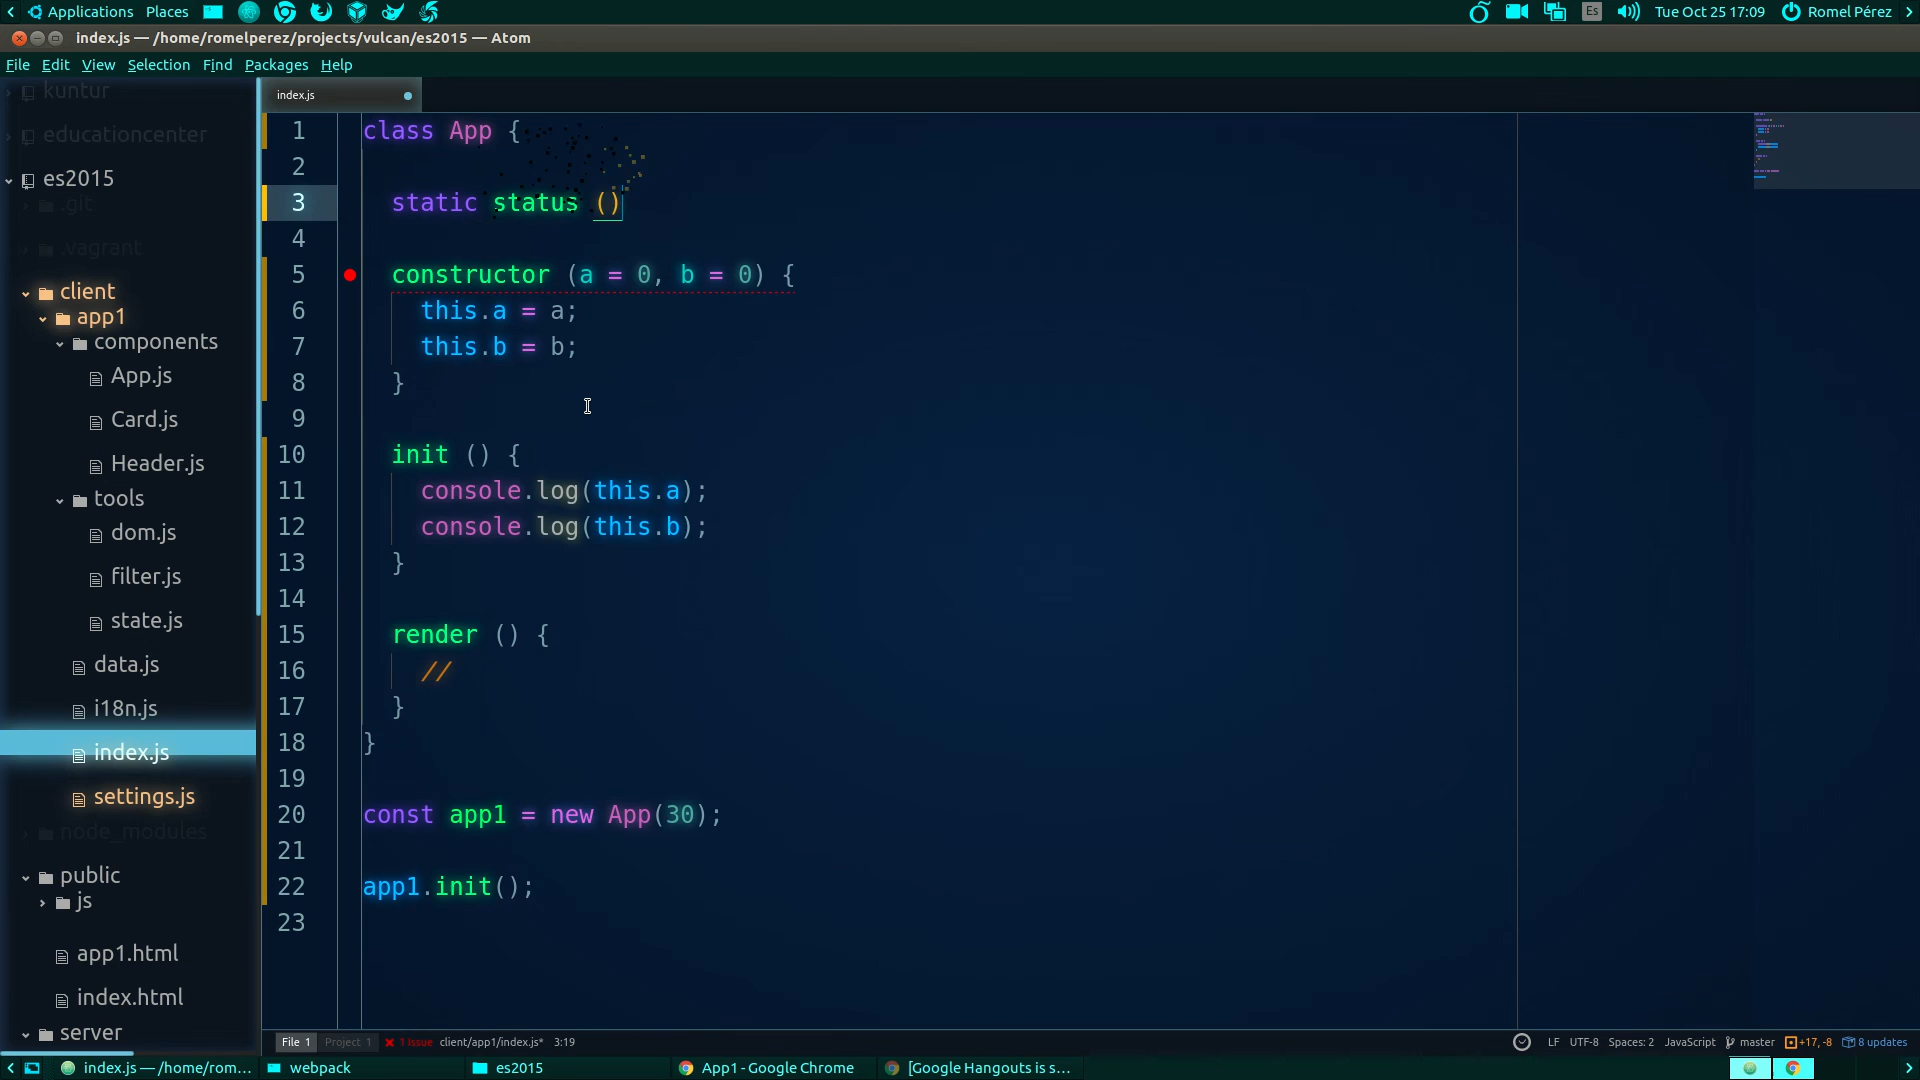 Applications Places
Es
Tue Oct 25 17:09
Romel Pérez
index.js — /home/romelperez/projects/vulcan/es2015 — Atom
File Edit View Selection Find Packages Help
kuntur
educationcenter
es2015
.git
.vagrant
client
app1
components
App.js
Card.js
Header.js
tools
dom.js
filter.js
state.js
data.js
i18n.js
index.js
settings.js
node_modules
public
js
app1.html
index.html
server
index.js
1 class App {
2
3 static status ()
4
5 constructor (a = 0, b = 0) {
6 this.a = a;
7 this.b = b;
8 }
9
10 init () {
11 console.log(this.a);
12 console.log(this.b);
13 }
14
15 render () {
16 //
17 }
18 }
19
20 const app1 = new App(30);
21
22 app1.init();
23
File 1 Project 1 1 Issue client/app1/index.js* 3:19
LF UTF-8 Spaces: 2 JavaScript master +17, -8 8 updates
index.js — /home/rom...
webpack
es2015
App1 - Google Chrome
[Google Hangouts is s...